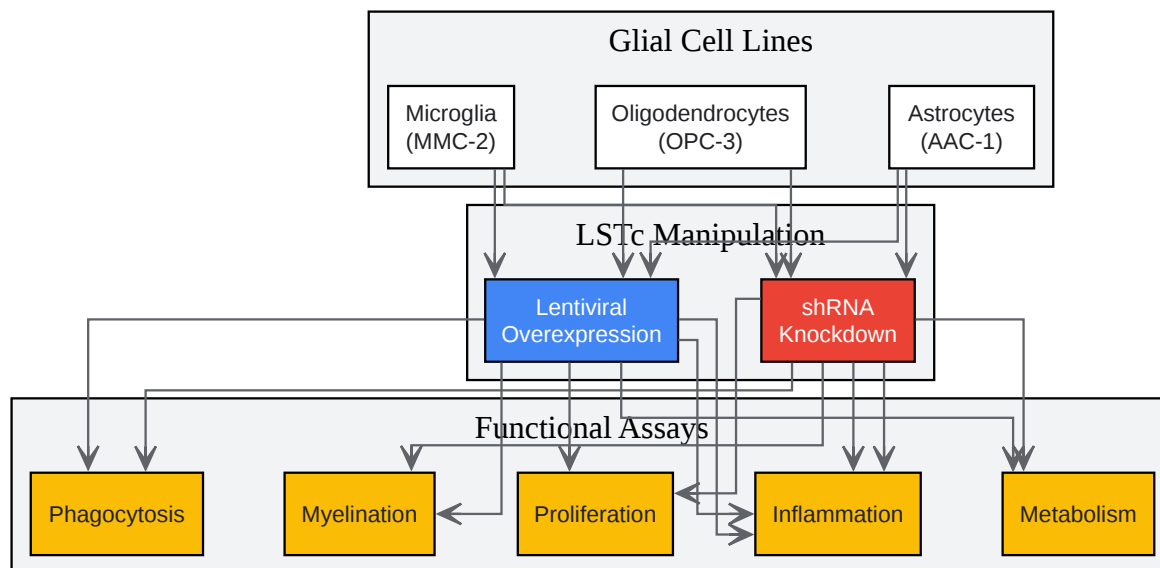 Glial Cell Lines
Microglia
(MMC-2)
Oligodendrocytes
(OPC-3)
Astrocytes
(AAC-1)
LSTc Manipulation
Lentiviral
Overexpression
shRNA
Knockdown
Functional Assays
Phagocytosis
Myelination
Proliferation
Inflammation
Metabolism